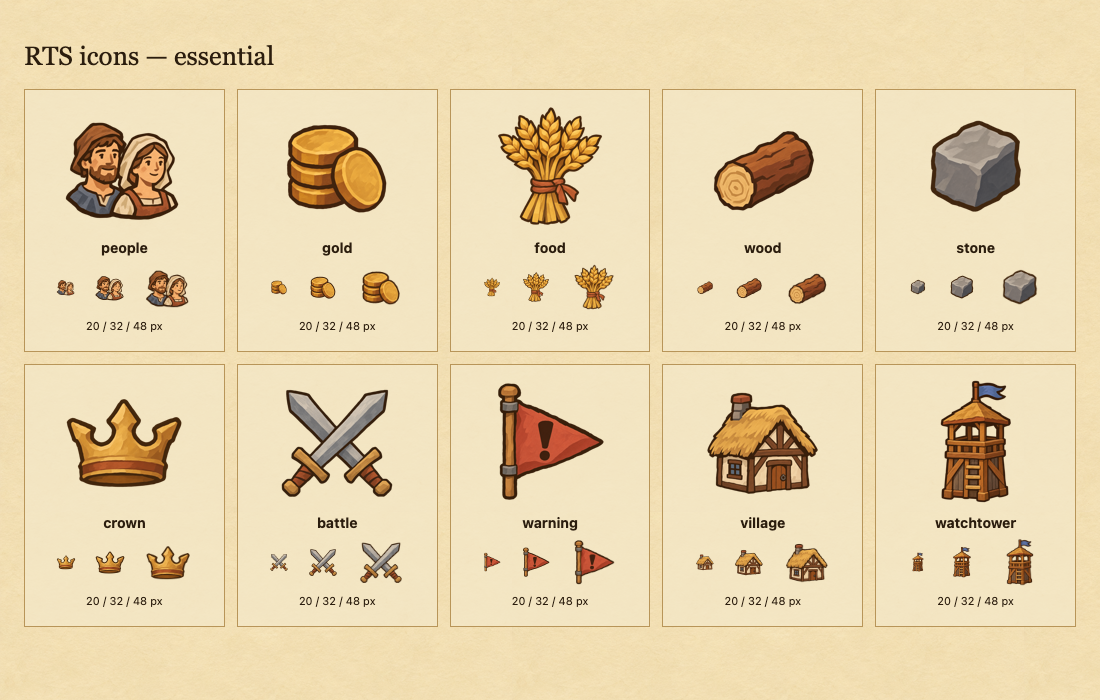 RTS icons — essential
people
gold
food
wood
stone
20 / 32 / 48 px
20 / 32 / 48 px
20 / 32 / 48 px
20 / 32 / 48 px
20 / 32 / 48 px
crown
battle
!
warning
village
watchtower
!
!
!
20 / 32 / 48 px
20 / 32 / 48 px
20 / 32 / 48 px
20 / 32 / 48 px
20 / 32 / 48 px